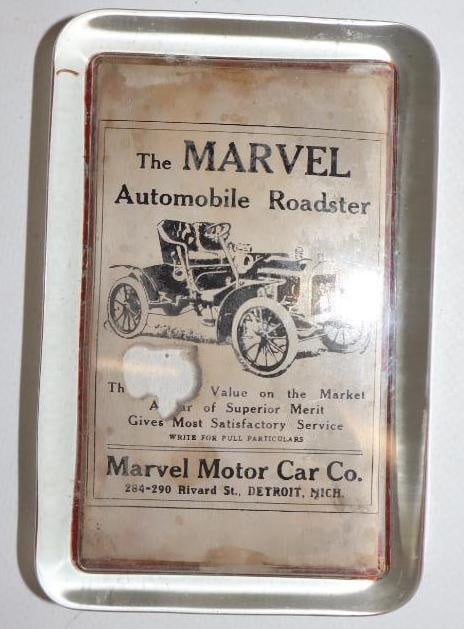 The MARVEL
Automobile Roadster
Value on the Market
of Superior Merit
Gives Most Satisfactory Service
WRITE FOR FULL PARTICULARS
Marvel Motor Car Co.
284-290 Rivard St., DETROIT, MICH.